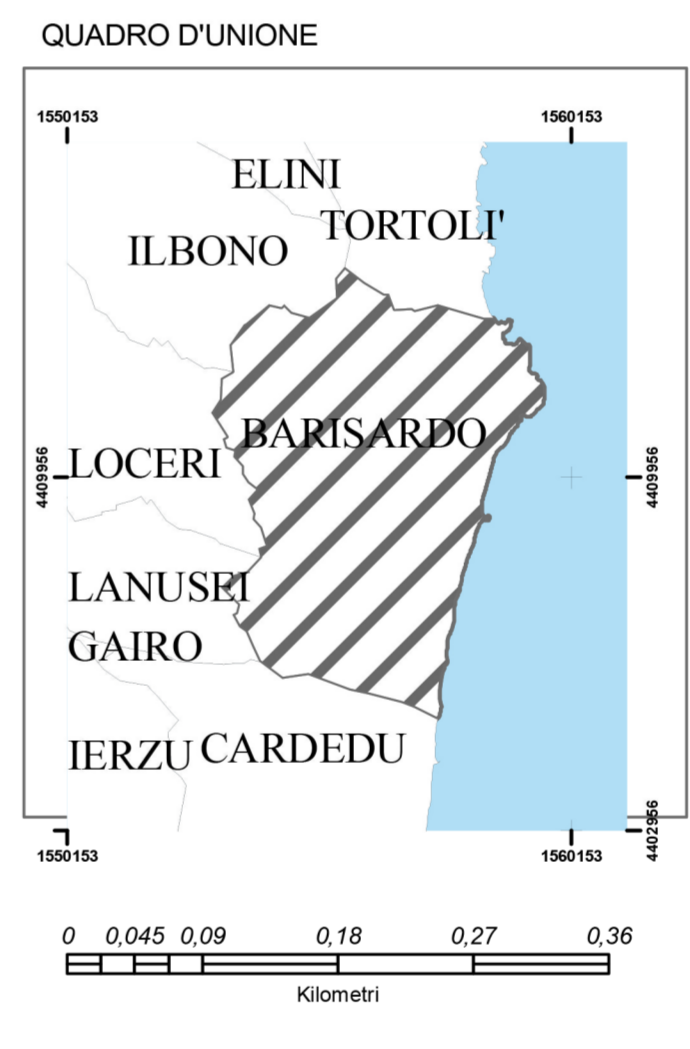 QUADRO D'UNIONE
1550153 1560153
ELINI
TORTOLI'
ILBONO
BARISARDO
LOCERI
4409956 4409956
LANUSEI
GAIRO
IERZU CARDEDU
4402956
1550153 1560153
0 0,045 0,09 0,18 0,27 0,36
Kilometri